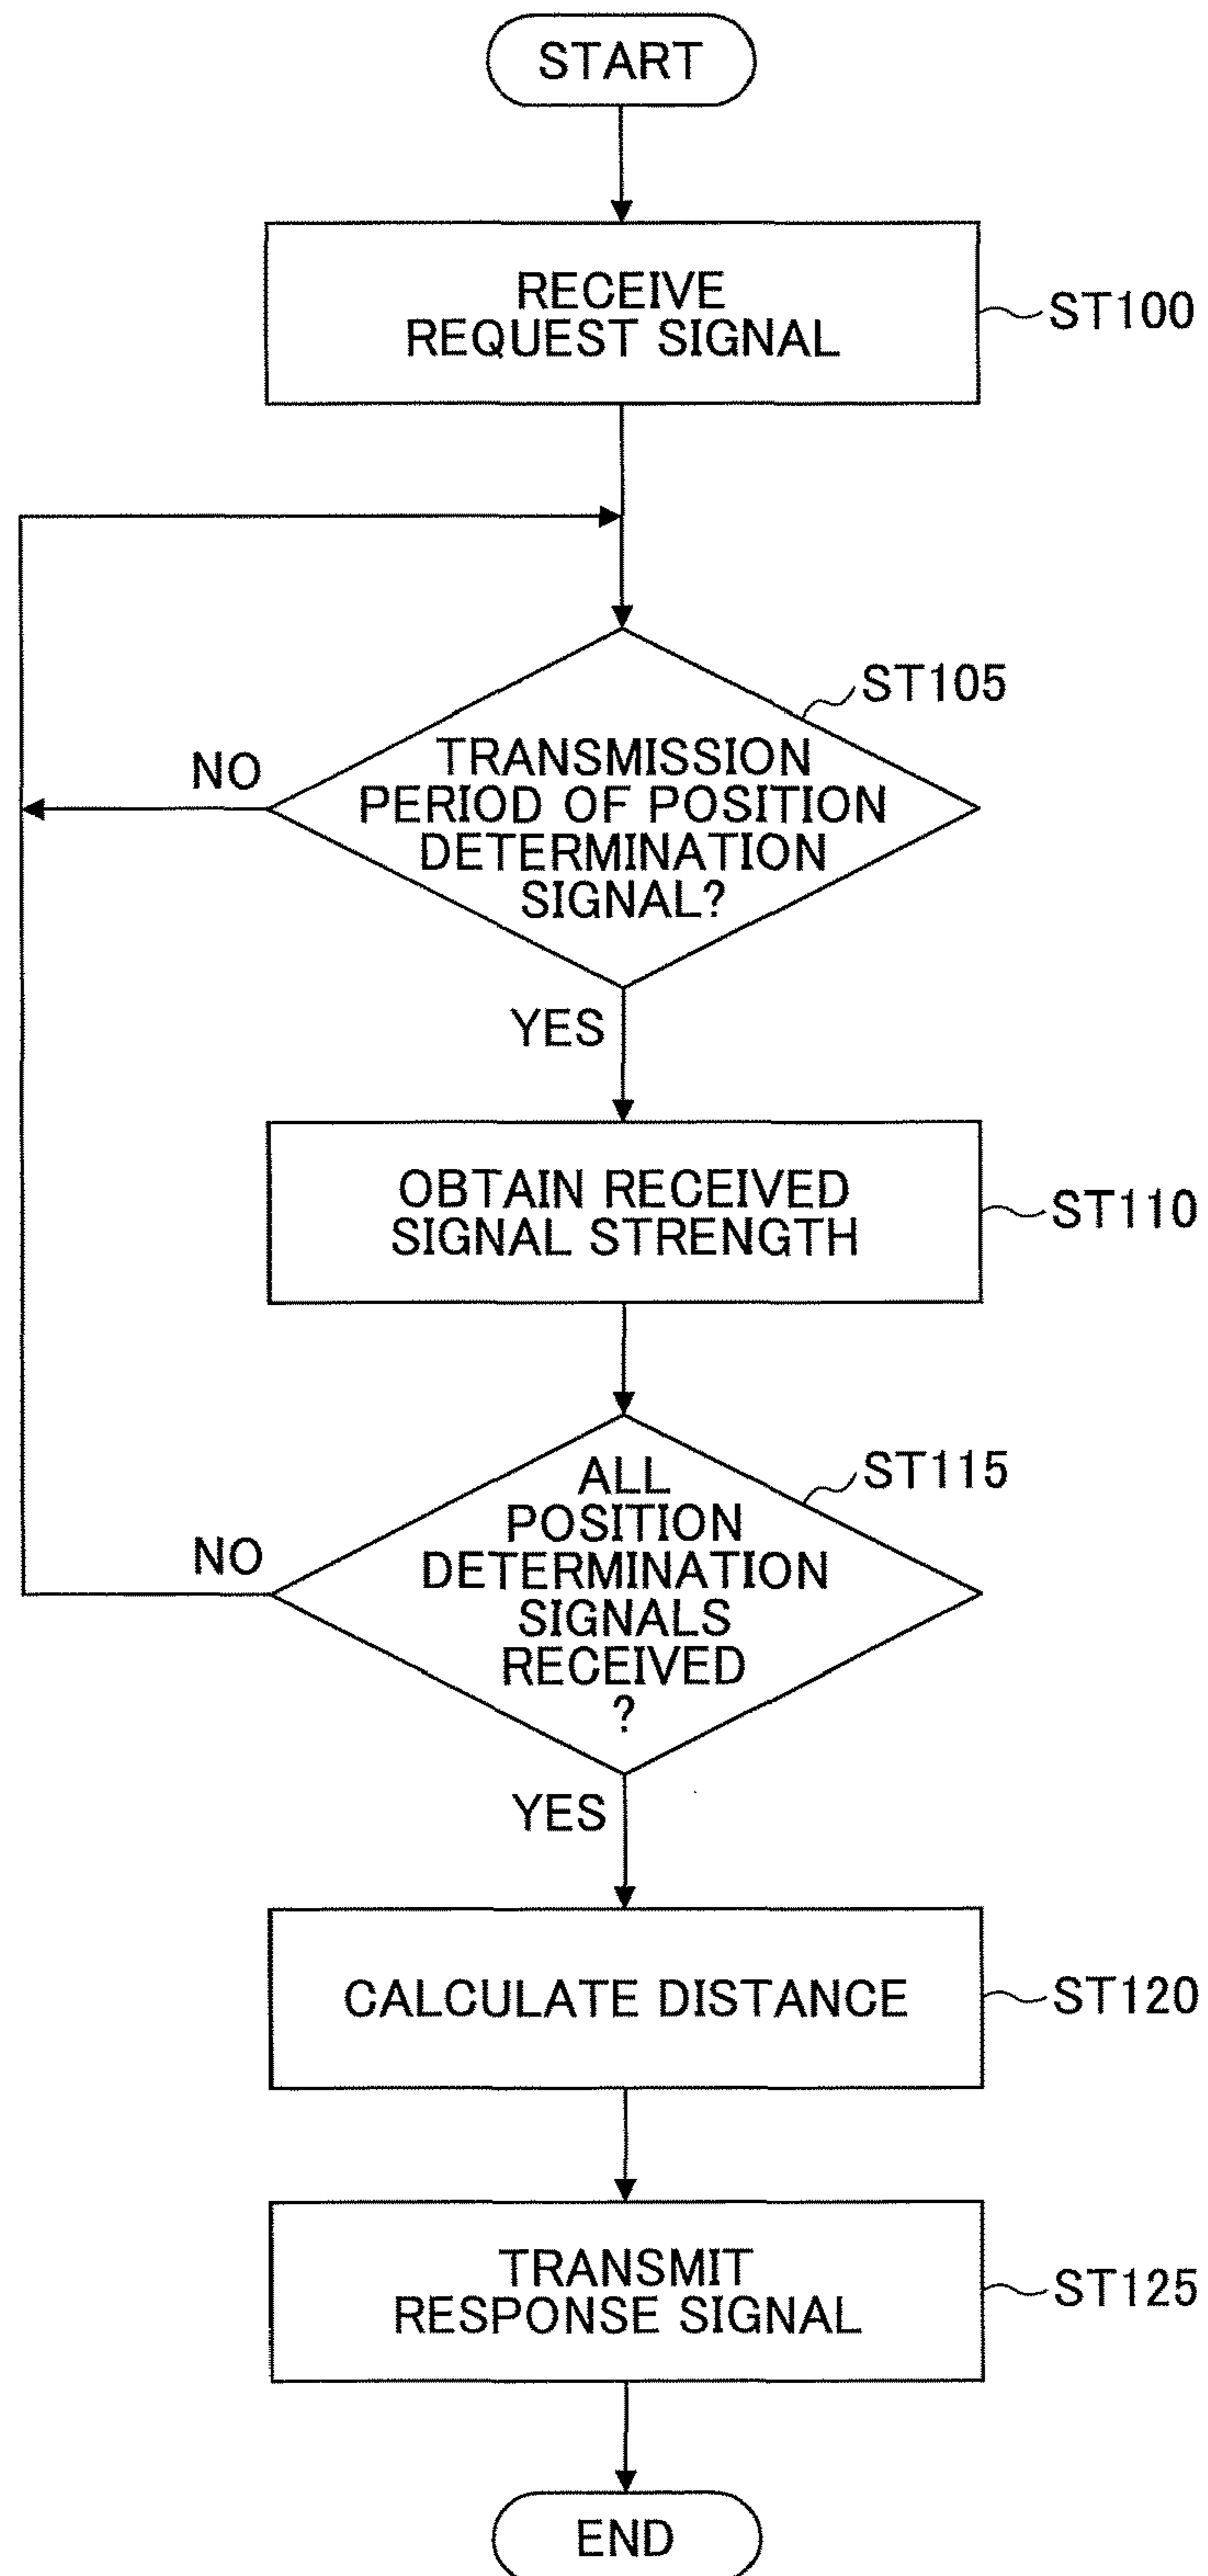 START
RECEIVE
REQUEST SIGNAL
ST100
ST105
TRANSMISSION
PERIOD OF POSITION
DETERMINATION
SIGNAL?
NO
YES
OBTAIN RECEIVED
SIGNAL STRENGTH
ST110
ST115
ALL
POSITION
DETERMINATION
SIGNALS
RECEIVED
?
NO
YES
CALCULATE DISTANCE
ST120
TRANSMIT
RESPONSE SIGNAL
ST125
END